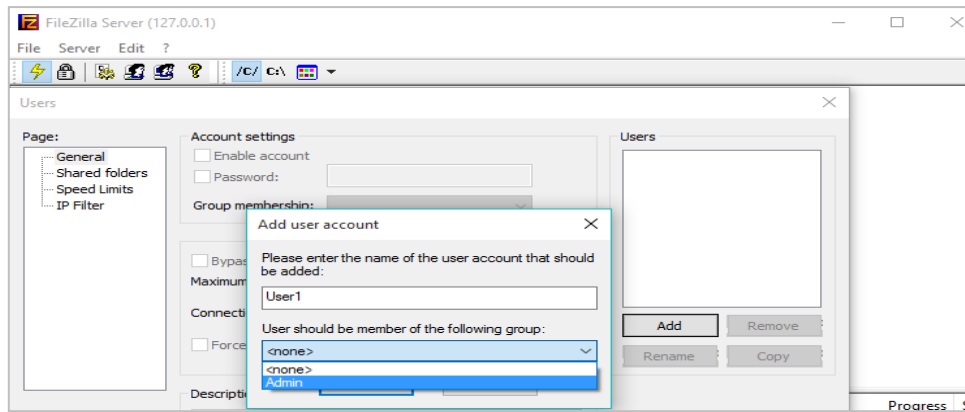 FileZilla Server (127.0.0.1)
File Server Edit ?
/C/ C:\
Users
Page:
General
Shared folders
Speed Limits
IP Filter
Account settings
Enable account
Password:
Group membership:
Maximum
Force
Users
Add Remove
Rename Copy
Add user account
Please enter the name of the user account that should
be added:
User1
User should be member of the following group:
<none>
<none>
Admin
Progress